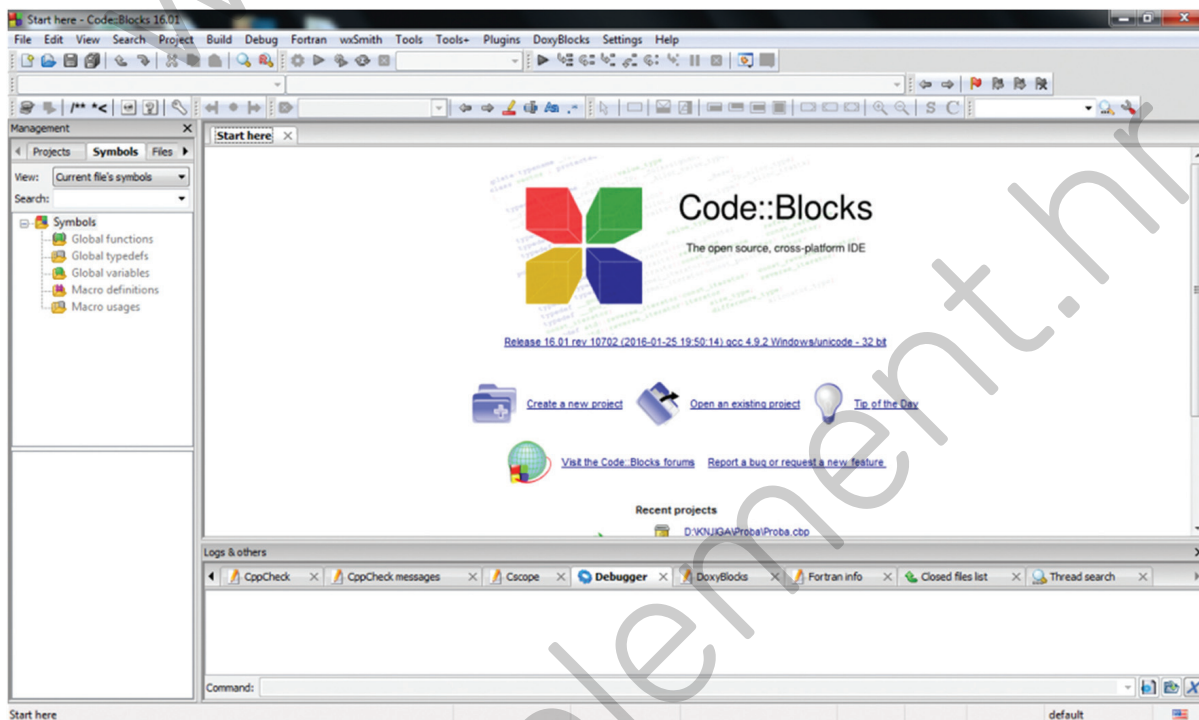 Start here - Code::Blocks 16.01
File Edit View Search Project Build Debug Fortran wxSmith Tools Tools+ Plugins DoxyBlocks Settings Help
/** *<
S C
Management
Projects Symbols Files
View: Current file's symbols
Search:
Symbols
Global functions
Global typedefs
Global variables
Macro definitions
Macro usages
Start here
Code::Blocks
The open source, cross-platform IDE
Release 16.01 rev 10702 (2016-01-25 19:50:14) gcc 4.9.2 Windows/unicode - 32 bit
Create a new project
Open an existing project
Tip of the Day
Visit the Code::Blocks forums
Report a bug or request a new feature
Recent projects
D:\KNJIGA\Proba\Proba.cbp
Logs & others
CppCheck
CppCheck messages
Cscope
Debugger
DoxyBlocks
Fortran info
Closed files list
Thread search
Command:
Start here
default
element.hr